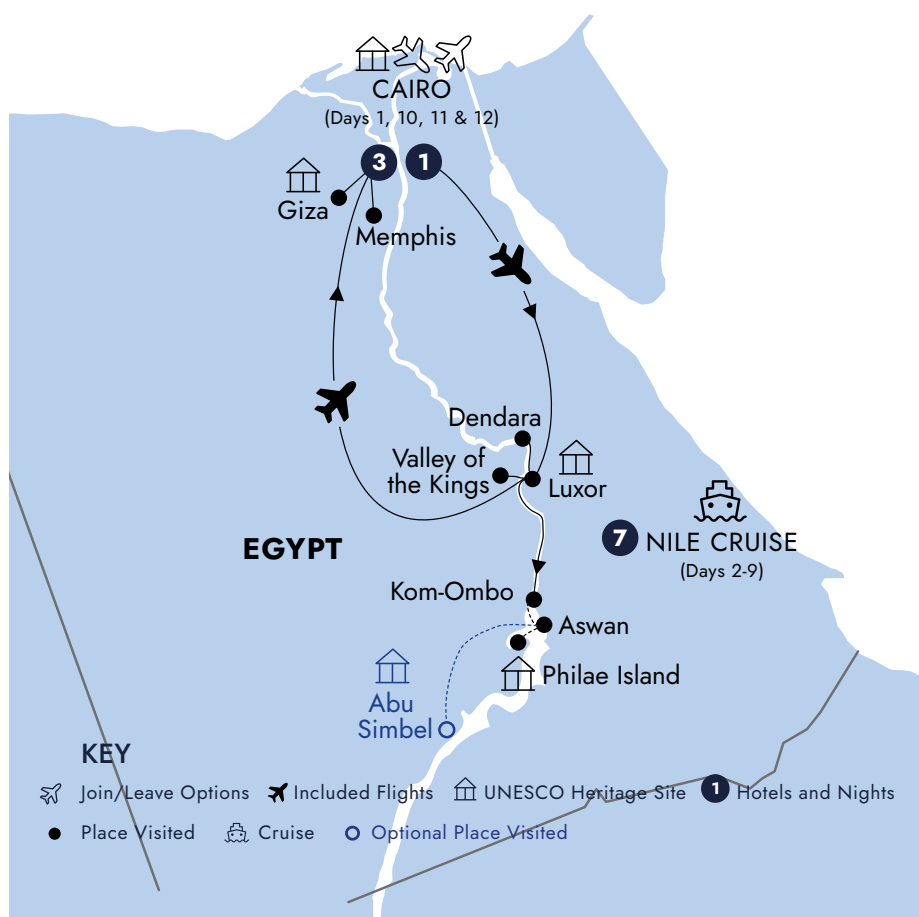 CAIRO
(Days 1, 10, 11 & 12)
3
1
Giza
Memphis
Dendara
Valley of
the Kings
Luxor
EGYPT
7
NILE CRUISE
(Days 2-9)
Kom-Ombo
Aswan
Philae Island
Abu
Simbel
KEY
Join/Leave Options
Included Flights
UNESCO Heritage Site
1
Hotels and Nights
Place Visited
Cruise
Optional Place Visited